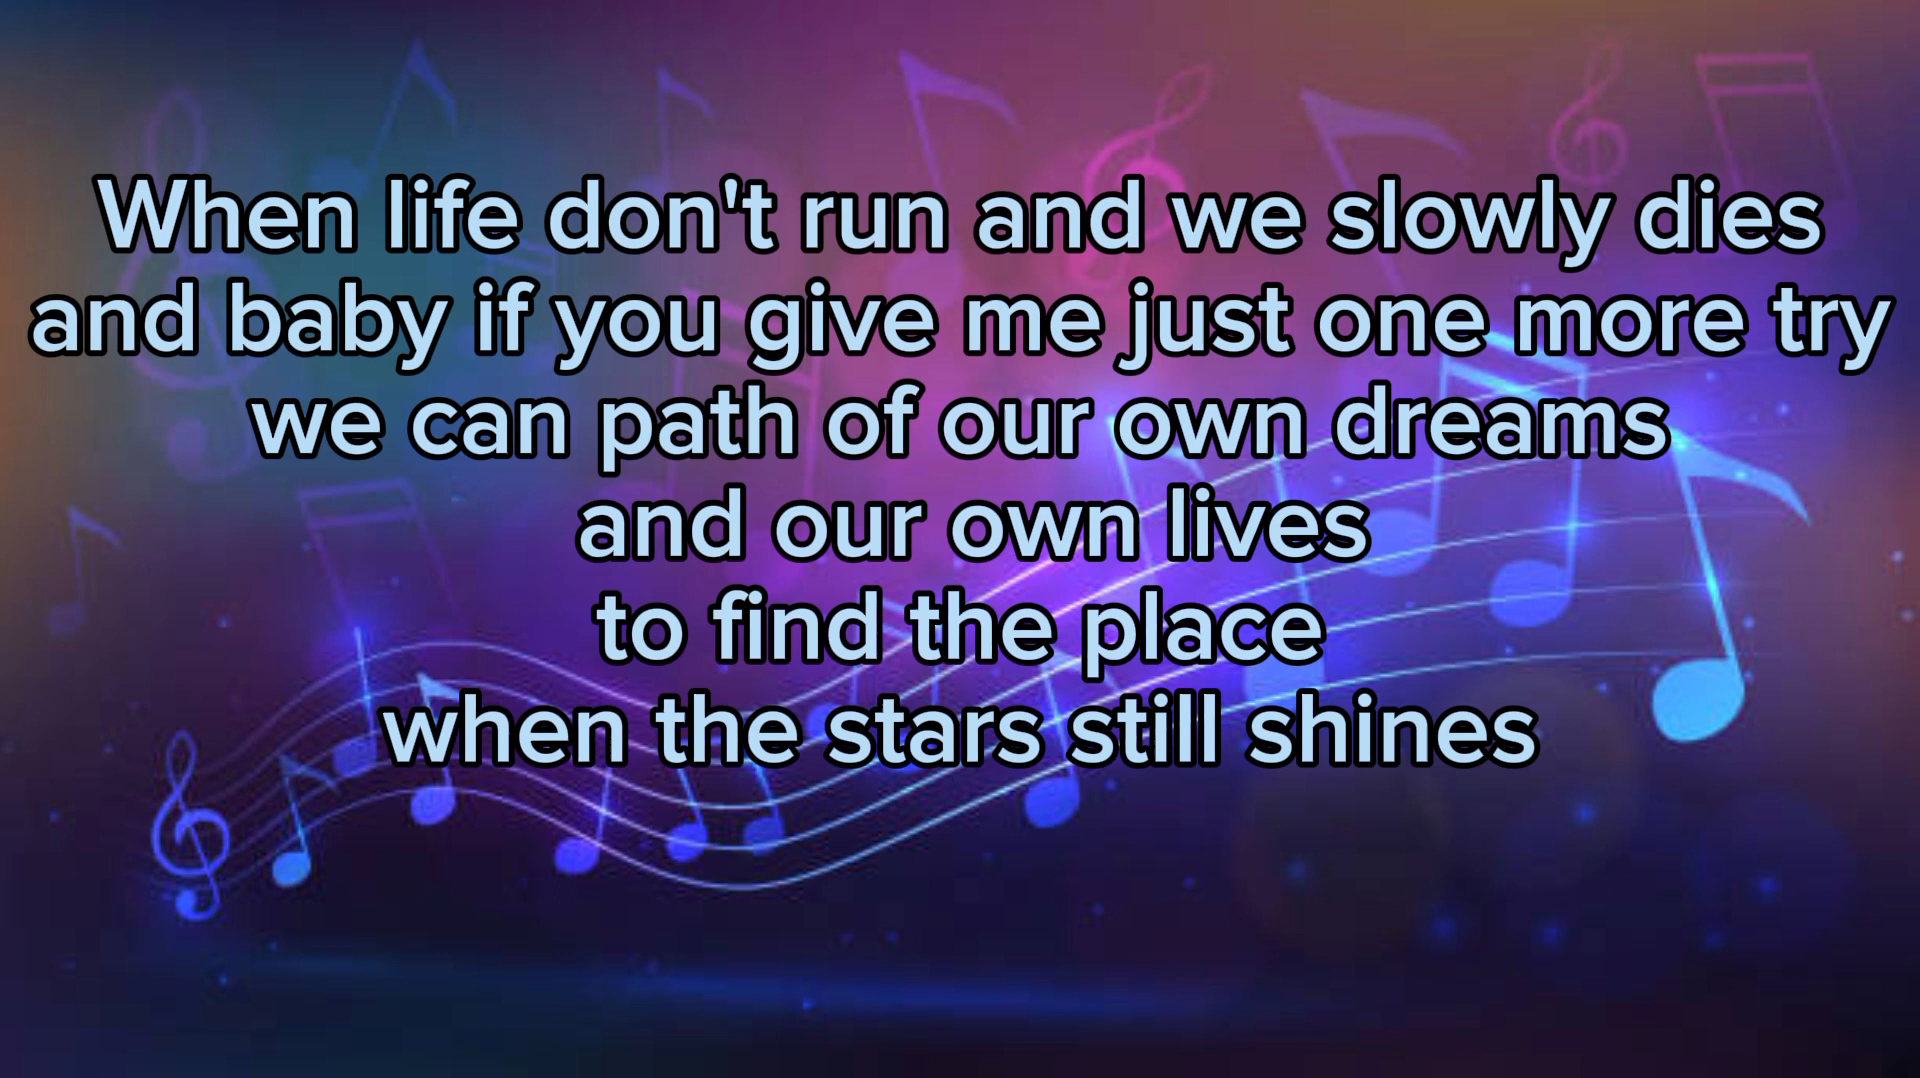 When life don't run and we slowly dies
and baby if you give me just one more try
we can path of our own dreams
and our own lives
to find the place
when the stars still shines